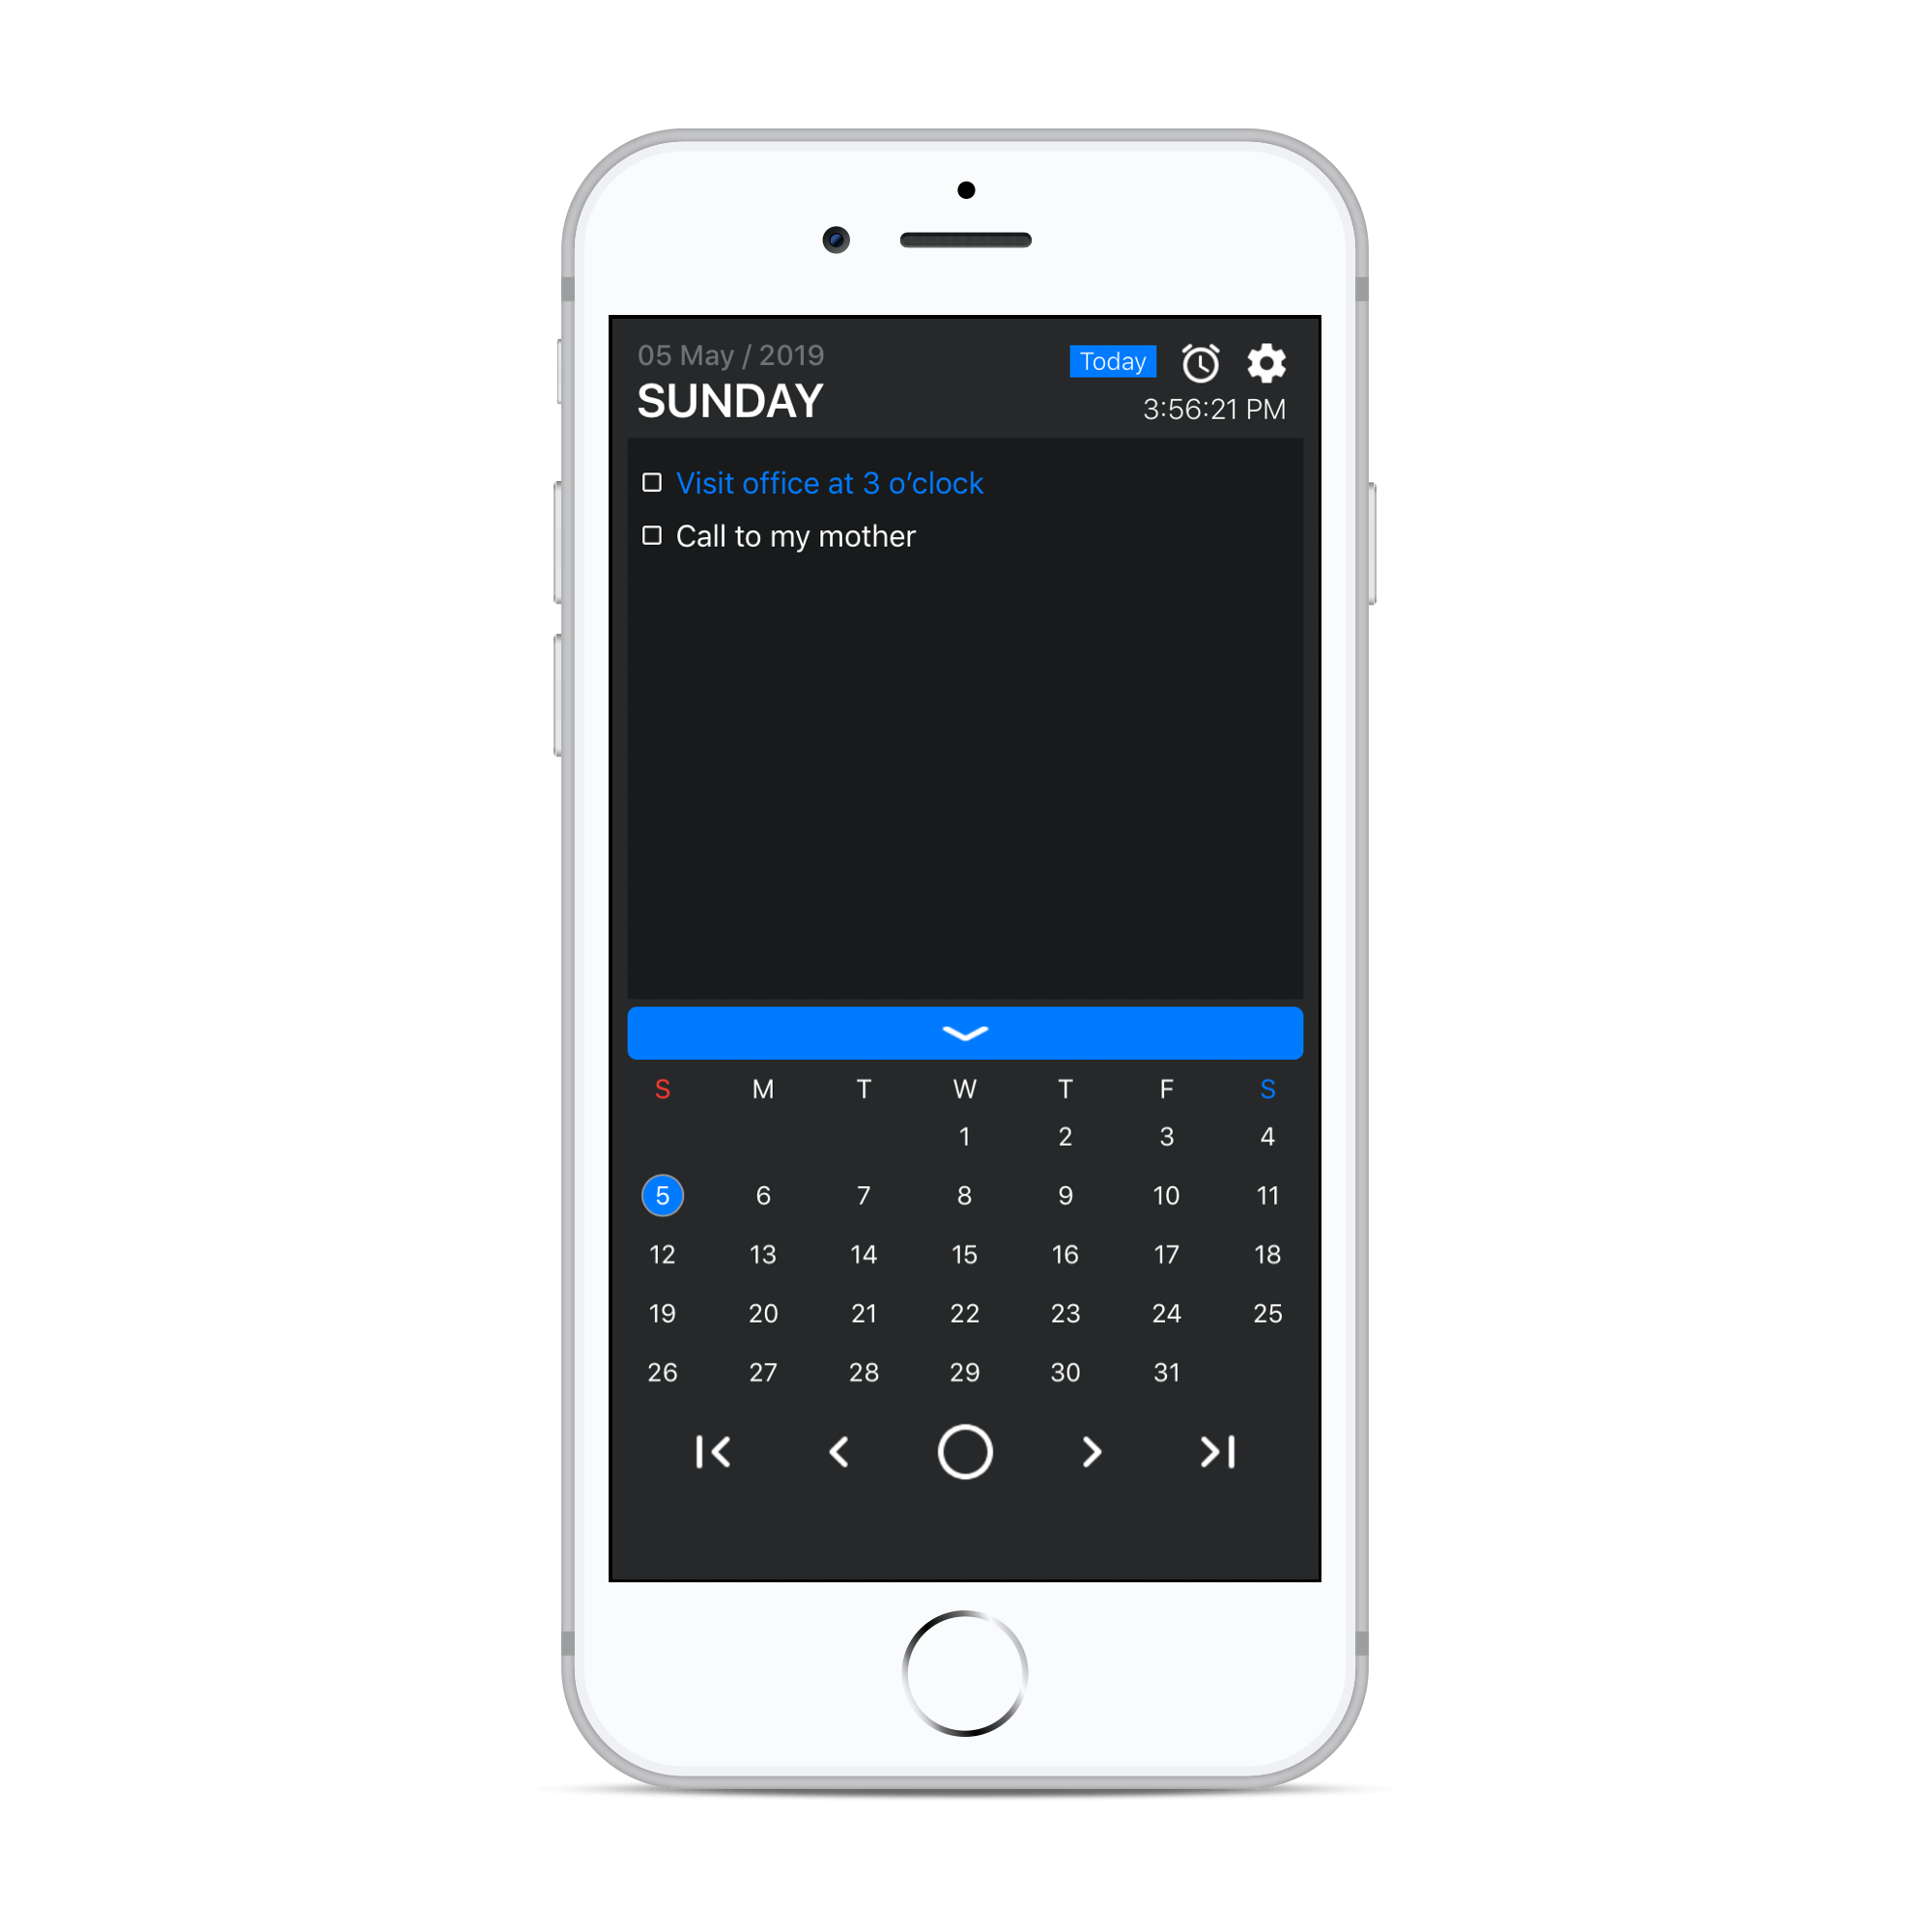 05 May / 2019
Today
SUNDAY
3:56:21 PM
Visit office at 3 o’clock
Call to my mother
S M T W T F S
1 2 3 4
5 6 7 8 9 10 11
12 13 14 15 16 17 18
19 20 21 22 23 24 25
26 27 28 29 30 31